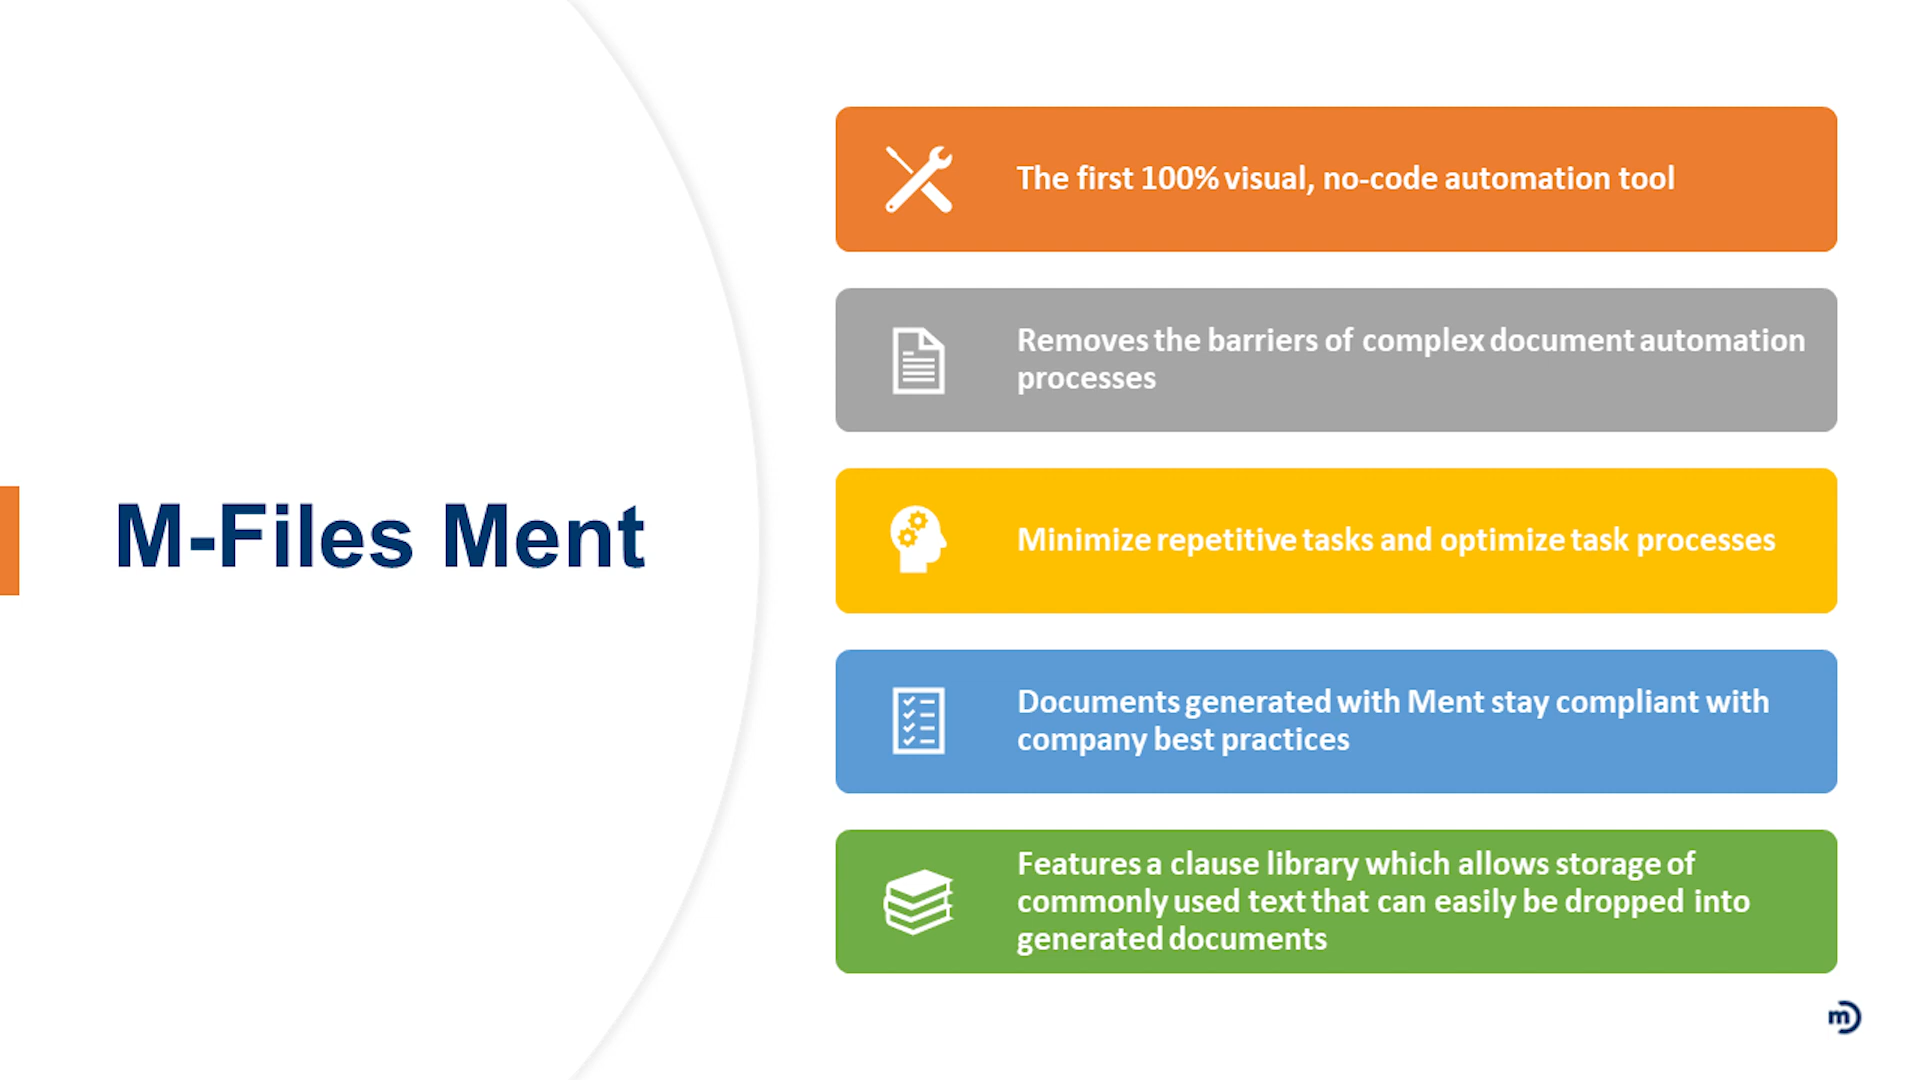 M-Files Ment
The first 100% visual, no-code automation tool
Removes the barriers of complex document automation
processes
Minimize repetitive tasks and optimize task processes
Documents generated with Ment stay compliant with
company best practices
Features a clause library which allows storage of
commonly used text that can easily be dropped into
generated documents
m